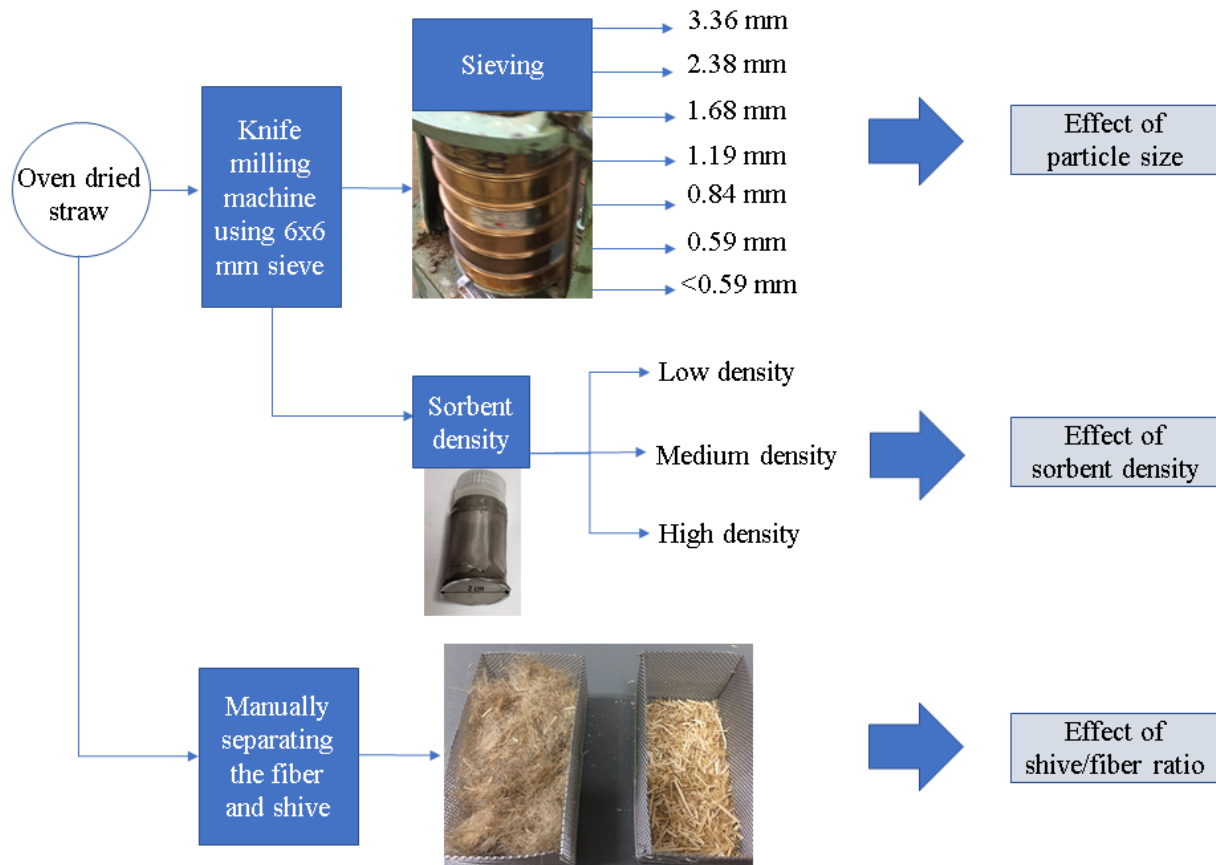 Oven dried
straw
Knife
milling
machine
using 6x6
mm sieve
Sieving
3.36 mm
2.38 mm
1.68 mm
1.19 mm
0.84 mm
0.59 mm
<0.59 mm
Effect of
particle size
Sorbent
density
2 cm
Low density
Medium density
High density
Effect of
sorbent density
Manually
separating
the fiber
and shive
Effect of
shive/fiber ratio